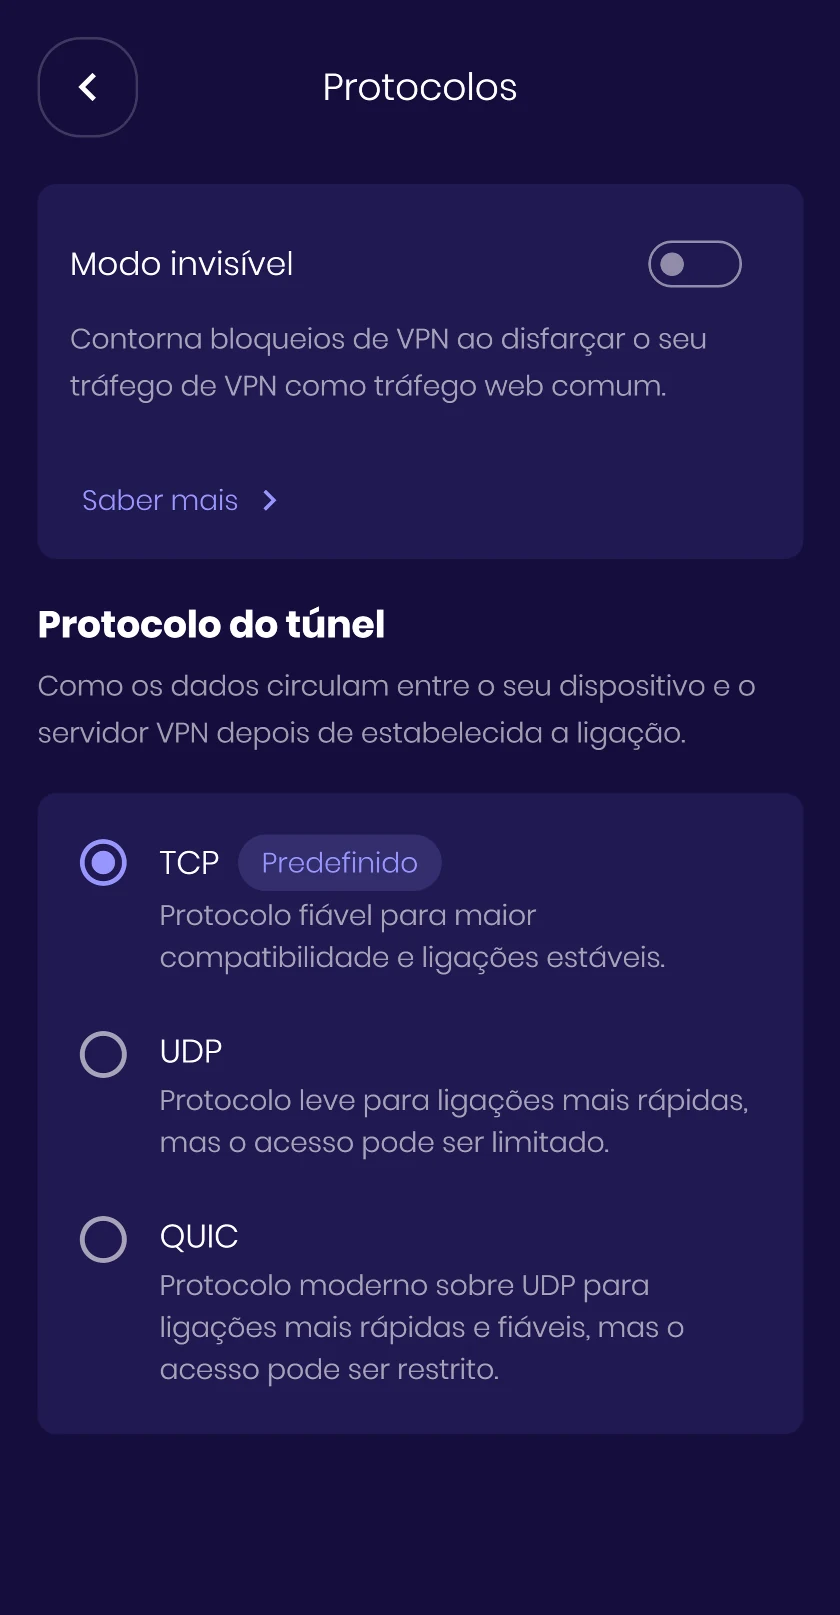 Protocolos
Modo invisível
Contorna bloqueios de VPN ao disfarçar o seu
tráfego de VPN como tráfego web comum.
Saber mais
Protocolo do túnel
Como os dados circulam entre o seu dispositivo e o
servidor VPN depois de estabelecida a ligação.
TCP Predefinido
Protocolo fiável para maior
compatibilidade e ligações estáveis.
UDP
Protocolo leve para ligações mais rápidas,
mas o acesso pode ser limitado.
QUIC
Protocolo moderno sobre UDP para
ligações mais rápidas e fiáveis, mas o
acesso pode ser restrito.